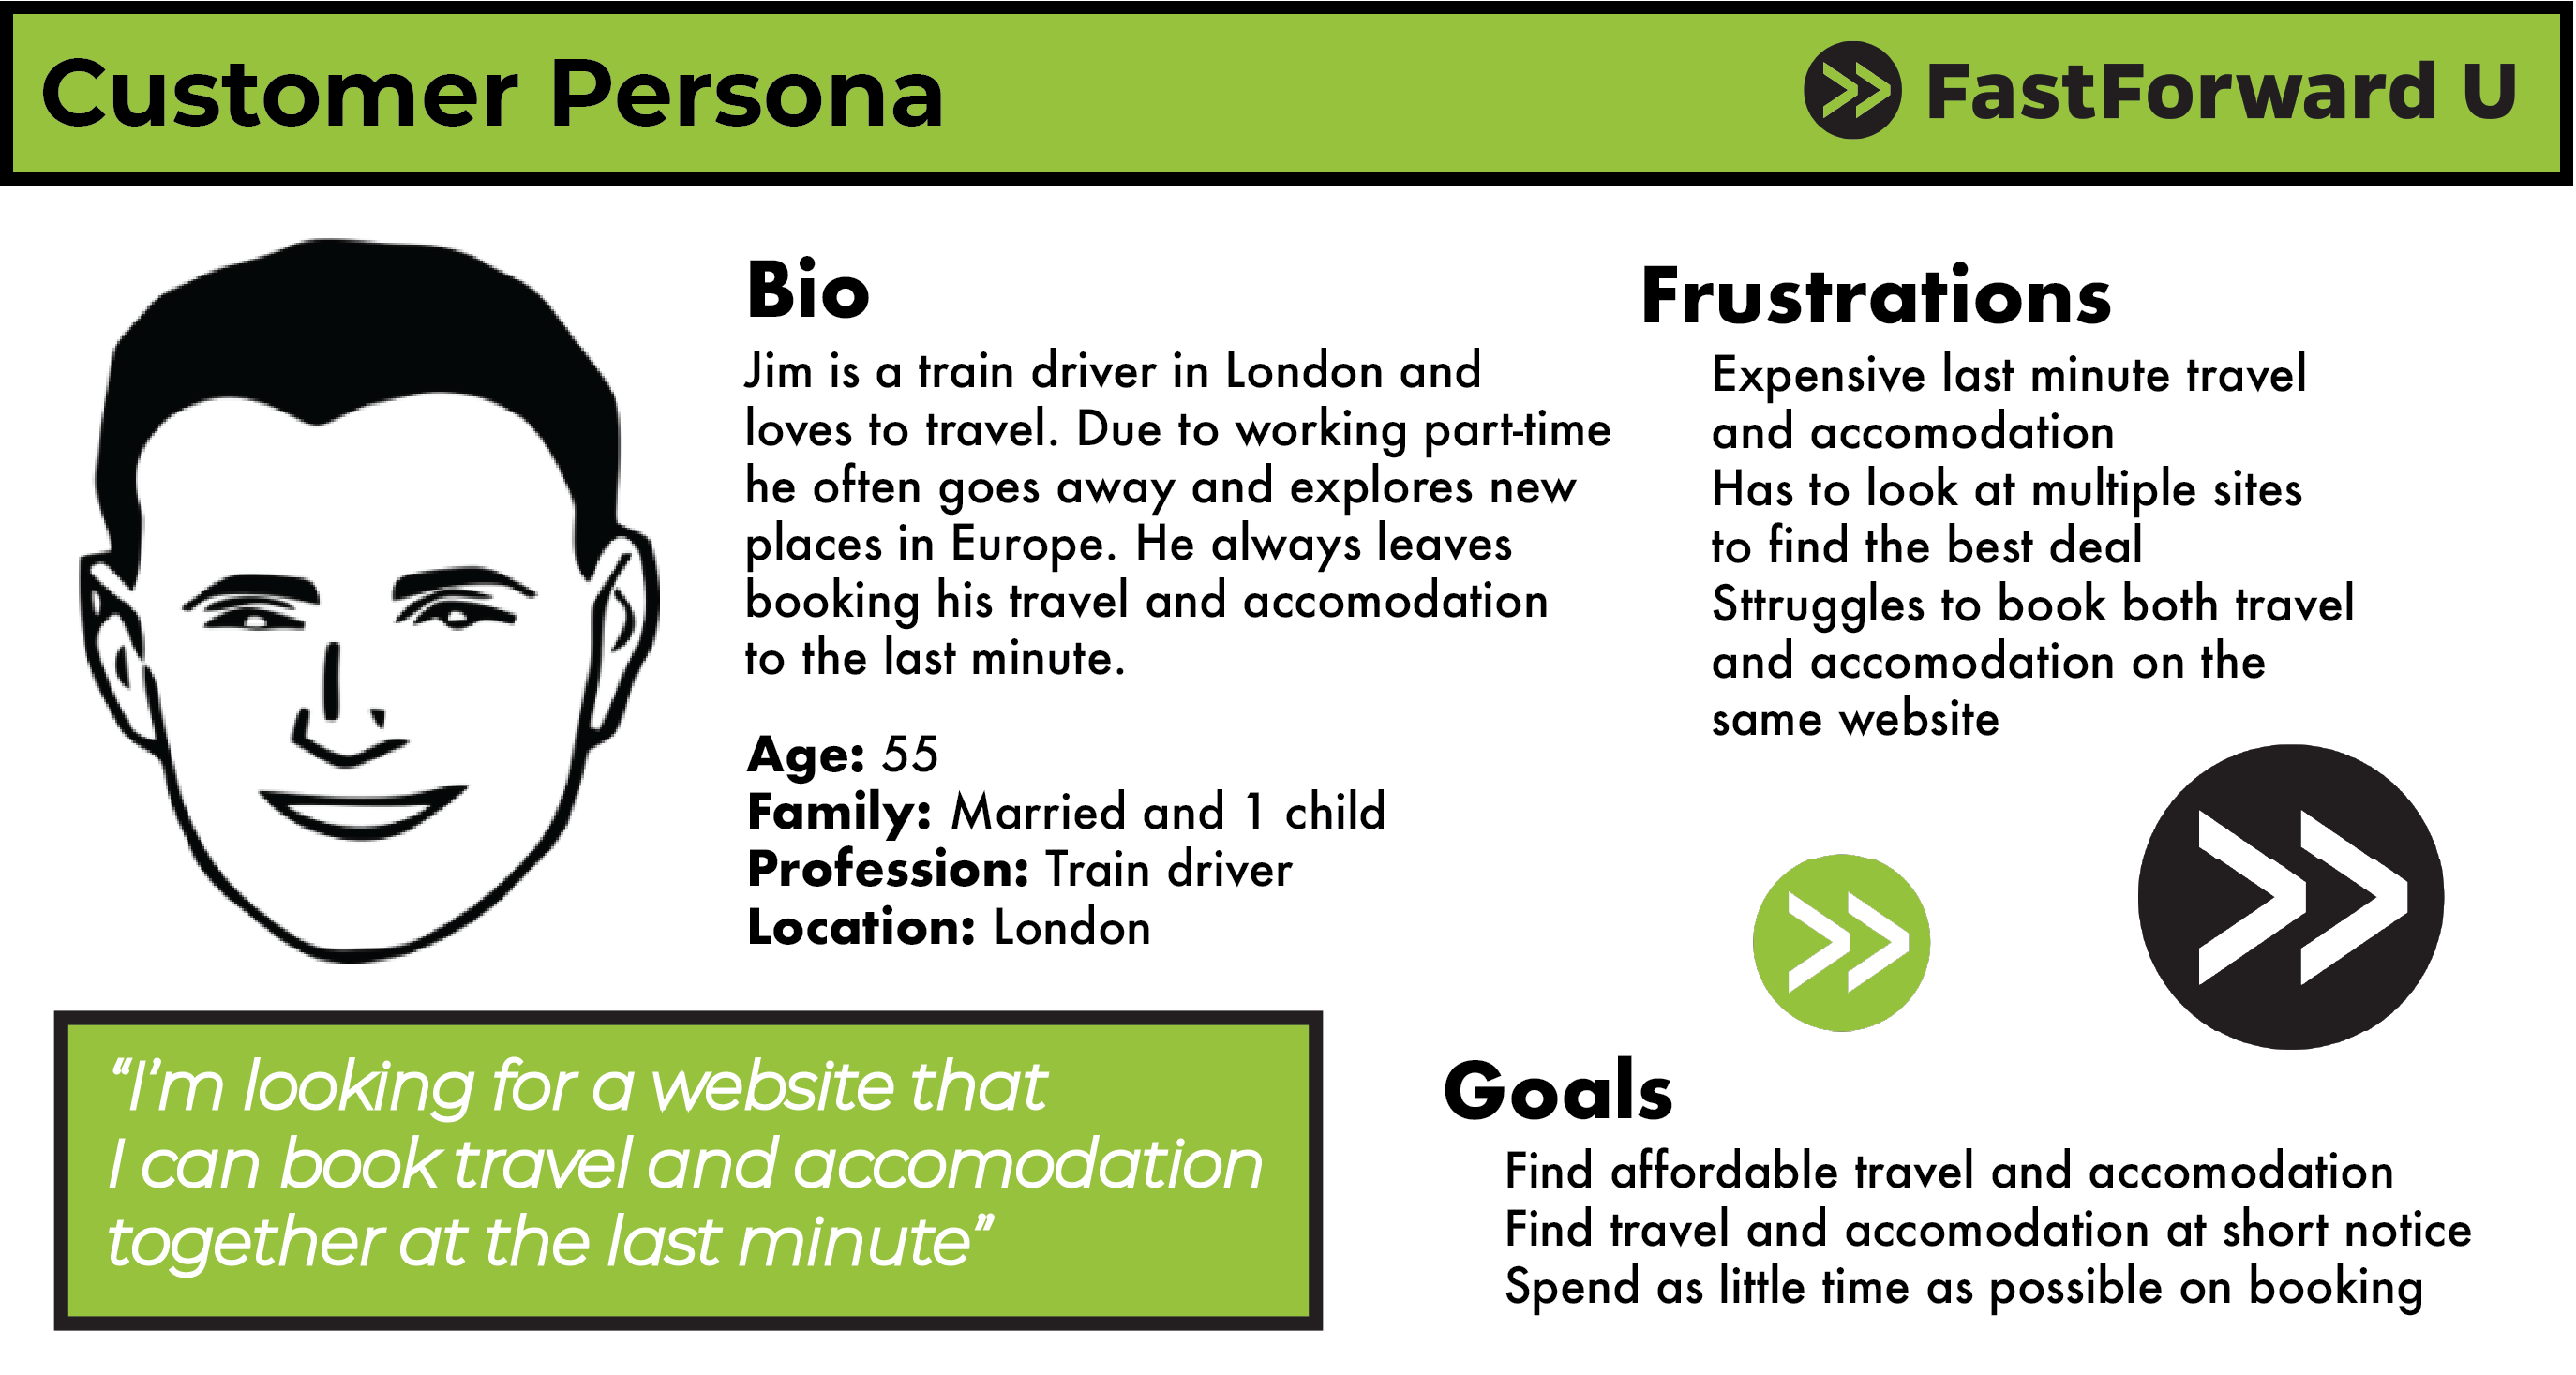 Customer Persona
FastForward U
Bio
Jim is a train driver in London and
loves to travel. Due to working part-time
he often goes away and explores new
places in Europe. He always leaves
booking his travel and accomodation
to the last minute.
Age: 55
Family: Married and 1 child
Profession: Train driver
Location: London
Frustrations
Expensive last minute travel
and accomodation
Has to look at multiple sites
to find the best deal
Sttruggles to book both travel
and accomodation on the
same website
“I’m looking for a website that
I can book travel and accomodation
together at the last minute”
Goals
Find affordable travel and accomodation
Find travel and accomodation at short notice
Spend as little time as possible on booking